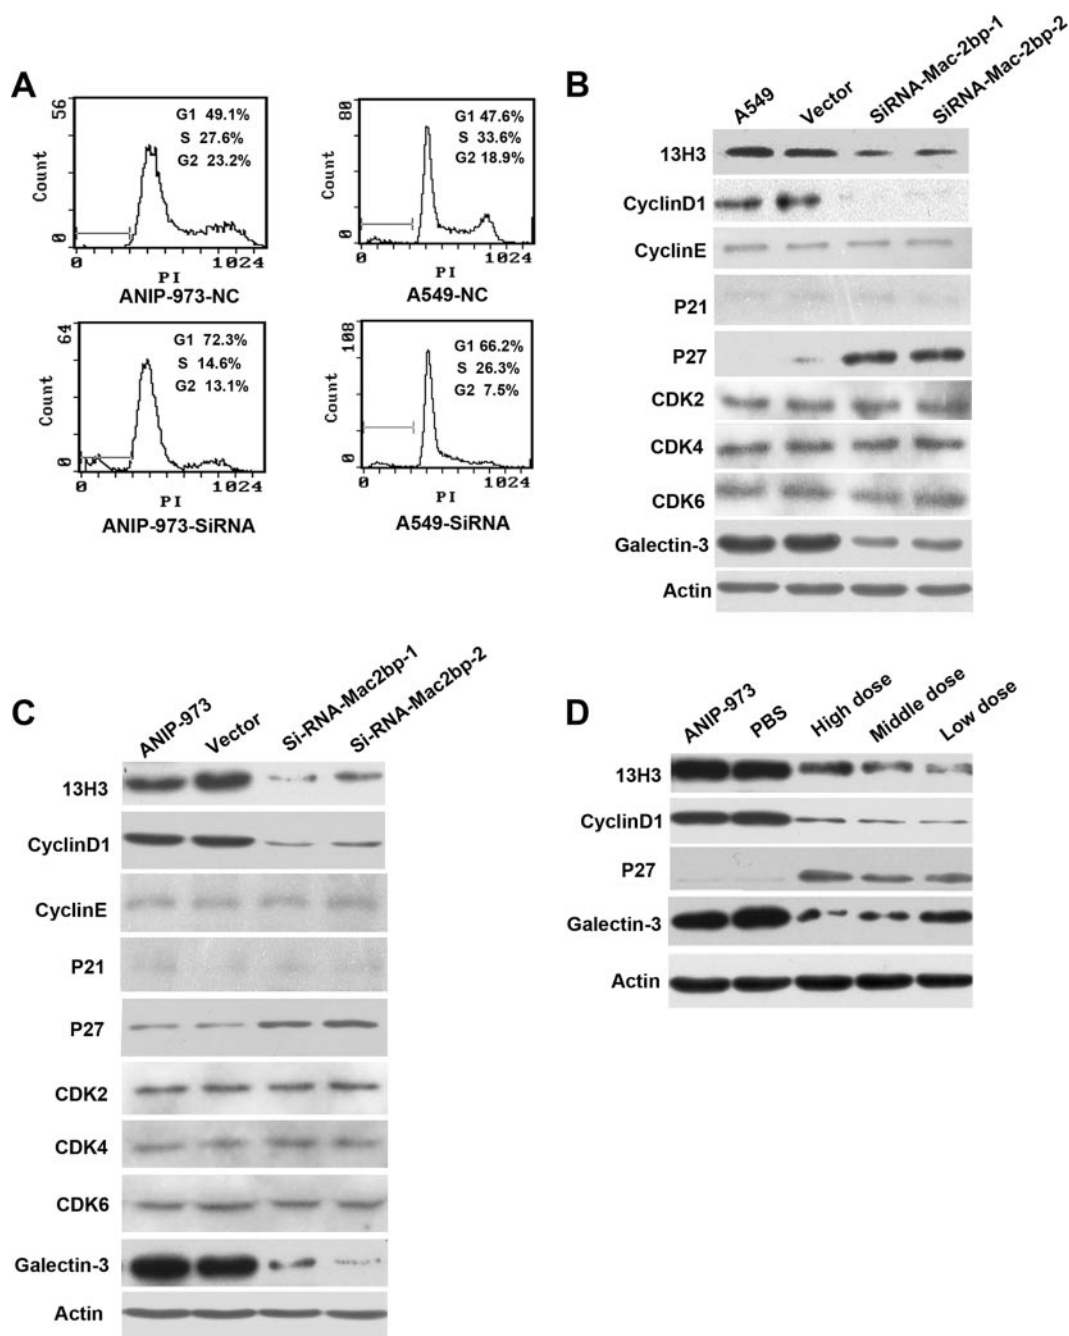 A
56
Count
0
G1 49.1%
S 27.6%
G2 23.2%
0 1024
PI
ANIP-973-NC
80
Count
0
G1 47.6%
S 33.6%
G2 18.9%
0 1024
PI
A549-NC
64
Count
0
G1 72.3%
S 14.6%
G2 13.1%
0 1024
PI
ANIP-973-SiRNA
108
Count
0
G1 66.2%
S 26.3%
G2 7.5%
0 1024
PI
A549-SiRNA
B
A549
Vector
SiRNA-Mac-2bp-1
SiRNA-Mac-2bp-2
13H3
CyclinD1
CyclinE
P21
P27
CDK2
CDK4
CDK6
Galectin-3
Actin
C
ANIP-973
Vector
Si-RNA-Mac2bp-1
Si-RNA-Mac2bp-2
13H3
CyclinD1
CyclinE
P21
P27
CDK2
CDK4
CDK6
Galectin-3
Actin
D
ANIP-973
PBS
High dose
Middle dose
Low dose
13H3
CyclinD1
P27
Galectin-3
Actin